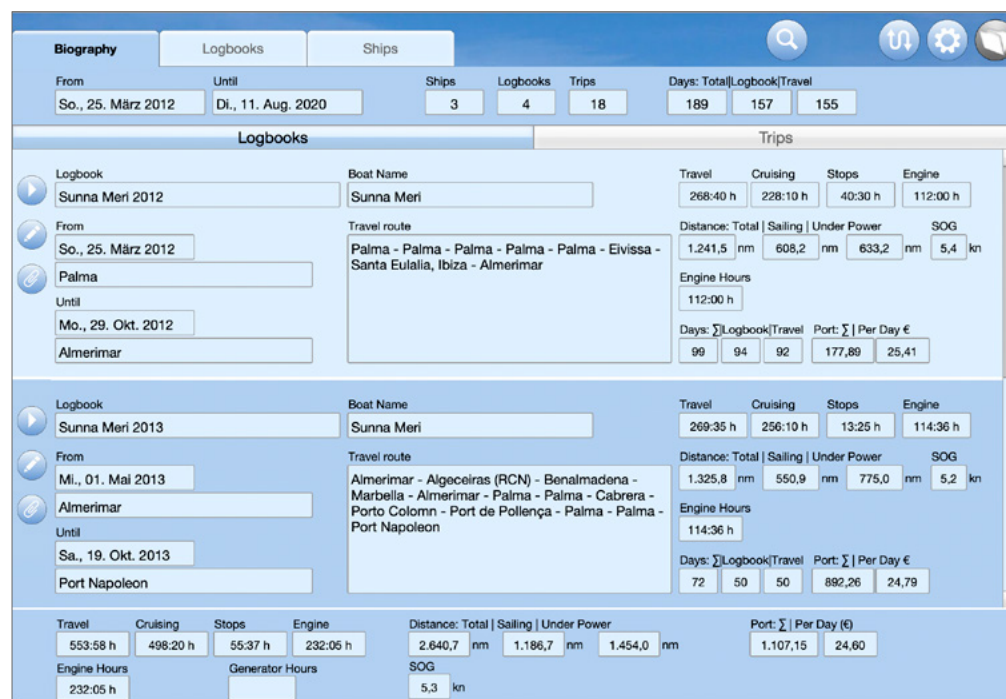 Biography Logbooks Ships
From Until Ships Logbooks Trips Days: Total|Logbook|Travel
So., 25. März 2012 Di., 11. Aug. 2020 3 4 18 189 157 155
Logbooks Trips
Logbook Boat Name Travel Cruising Stops Engine
Sunna Meri 2012 Sunna Meri 268:40 h 228:10 h 40:30 h 112:00 h
From Travel route Distance: Total | Sailing | Under Power SOG
So., 25. März 2012 Palma - Palma - Palma - Palma - Palma - Eivissa - 1.241,5 nm 608,2 nm 633,2 nm 5,4 kn
Santa Eulalia, Ibiza - Almerimar
Palma Engine Hours
Until 112:00 h
Mo., 29. Okt. 2012 Days: ∑|Logbook|Travel Port: ∑ | Per Day €
Almerimar 99 94 92 177,89 25,41
Logbook Boat Name Travel Cruising Stops Engine
Sunna Meri 2013 Sunna Meri 269:35 h 256:10 h 13:25 h 114:36 h
From Travel route Distance: Total | Sailing | Under Power SOG
Mi., 01. Mai 2013 Almerimar - Algeceiras (RCN) - Benalmadena - 1.325,8 nm 550,9 nm 775,0 nm 5,2 kn
Marbella - Almerimar - Palma - Palma - Cabrera -
Almerimar Porto Colomn - Port de Pollença - Palma - Palma - Engine Hours
Port Napoleon
Until 114:36 h
Sa., 19. Okt. 2013 Days: ∑|Logbook|Travel Port: ∑ | Per Day €
Port Napoleon 72 50 50 892,26 24,79
Travel Cruising Stops Engine Distance: Total | Sailing | Under Power Port: ∑ | Per Day (€)
553:58 h 498:20 h 55:37 h 232:05 h 2.640,7 nm 1.186,7 nm 1.454,0 nm 1.107,15 24,60
Engine Hours Generator Hours SOG
232:05 h 5,3 kn